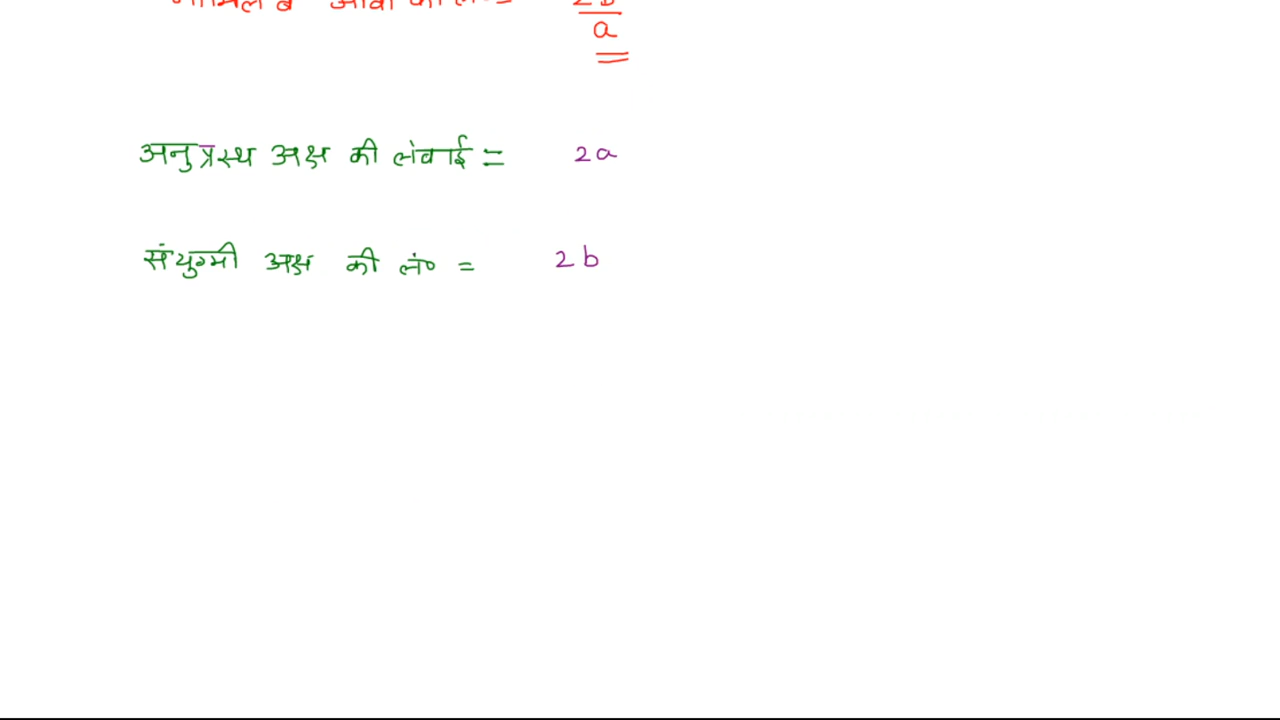 a
अनुप्रस्थ अक्ष की लंवाई = 2a
संयुग्मी अक्ष की लं० = 2b